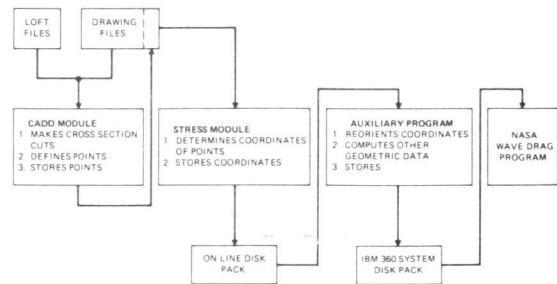 LOFT
FILES
DRAWING
FILES
CADD MODULE
1 MAKES CROSS SECTION
CUTS
2 DEFINES POINTS
3. STORES POINTS
STRESS MODULE
1 DETERMINES COORDINATES
OF POINTS
2 STORES COORDINATES
AUXILIARY PROGRAM
1 REORIENTS COORDINATES
2 COMPUTES OTHER
GEOMETRIC DATA
3 STORES
NASA
WAVE DRAG
PROGRAM
ON LINE DISK
PACK
IBM 360 SYSTEM
DISK PACK